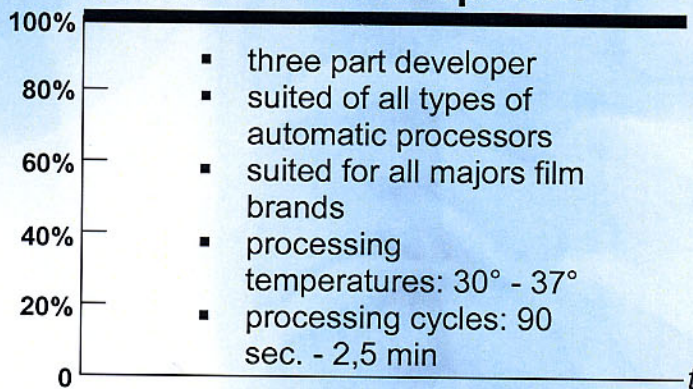 100%
80%
60%
40%
20%
0
▪ three part developer
▪ suited of all types of
automatic processors
▪ suited for all majors film
brands
▪ processing
temperatures: 30° - 37°
▪ processing cycles: 90
sec. - 2,5 min